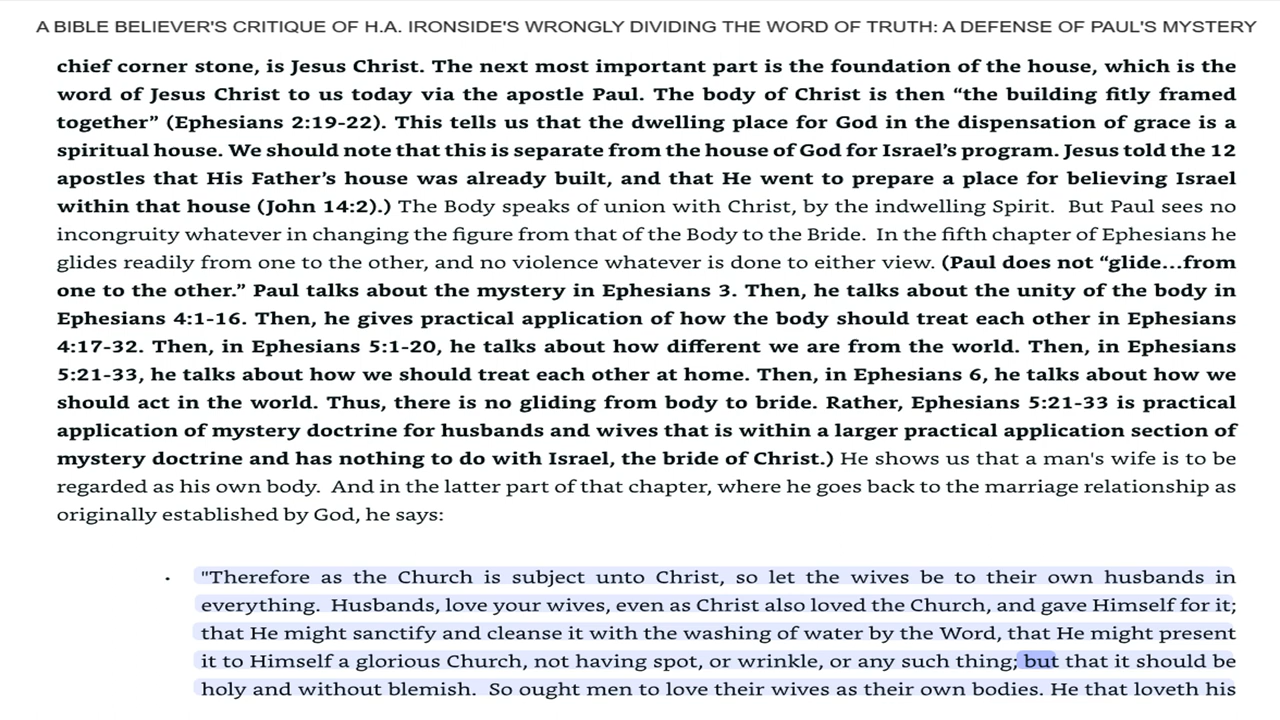 A BIBLE BELIEVER'S CRITIQUE OF H.A. IRONSIDE'S WRONGLY DIVIDING THE WORD OF TRUTH: A DEFENSE OF PAUL'S MYSTERY
chief corner stone, is Jesus Christ. The next most important part is the foundation of the house, which is the
word of Jesus Christ to us today via the apostle Paul. The body of Christ is then “the building fitly framed
together” (Ephesians 2:19-22). This tells us that the dwelling place for God in the dispensation of grace is a
spiritual house. We should note that this is separate from the house of God for Israel’s program. Jesus told the 12
apostles that His Father’s house was already built, and that He went to prepare a place for believing Israel
within that house (John 14:2).) The Body speaks of union with Christ, by the indwelling Spirit. But Paul sees no
incongruity whatever in changing the figure from that of the Body to the Bride. In the fifth chapter of Ephesians he
glides readily from one to the other, and no violence whatever is done to either view. (Paul does not “glide…from
one to the other.” Paul talks about the mystery in Ephesians 3. Then, he talks about the unity of the body in
Ephesians 4:1-16. Then, he gives practical application of how the body should treat each other in Ephesians
4:17-32. Then, in Ephesians 5:1-20, he talks about how different we are from the world. Then, in Ephesians
5:21-33, he talks about how we should treat each other at home. Then, in Ephesians 6, he talks about how we
should act in the world. Thus, there is no gliding from body to bride. Rather, Ephesians 5:21-33 is practical
application of mystery doctrine for husbands and wives that is within a larger practical application section of
mystery doctrine and has nothing to do with Israel, the bride of Christ.) He shows us that a man's wife is to be
regarded as his own body. And in the latter part of that chapter, where he goes back to the marriage relationship as
originally established by God, he says:
· "Therefore as the Church is subject unto Christ, so let the wives be to their own husbands in
everything. Husbands, love your wives, even as Christ also loved the Church, and gave Himself for it;
that He might sanctify and cleanse it with the washing of water by the Word, that He might present
it to Himself a glorious Church, not having spot, or wrinkle, or any such thing; but that it should be
holy and without blemish. So ought men to love their wives as their own bodies. He that loveth his